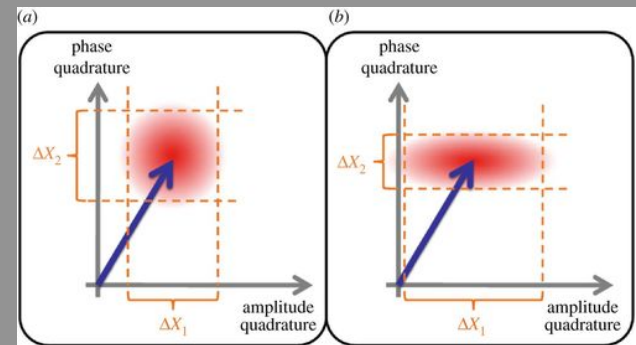 (a)
phase
quadrature
ΔX2
amplitude
quadrature
ΔX1
(b)
phase
quadrature
ΔX2
amplitude
quadrature
ΔX1